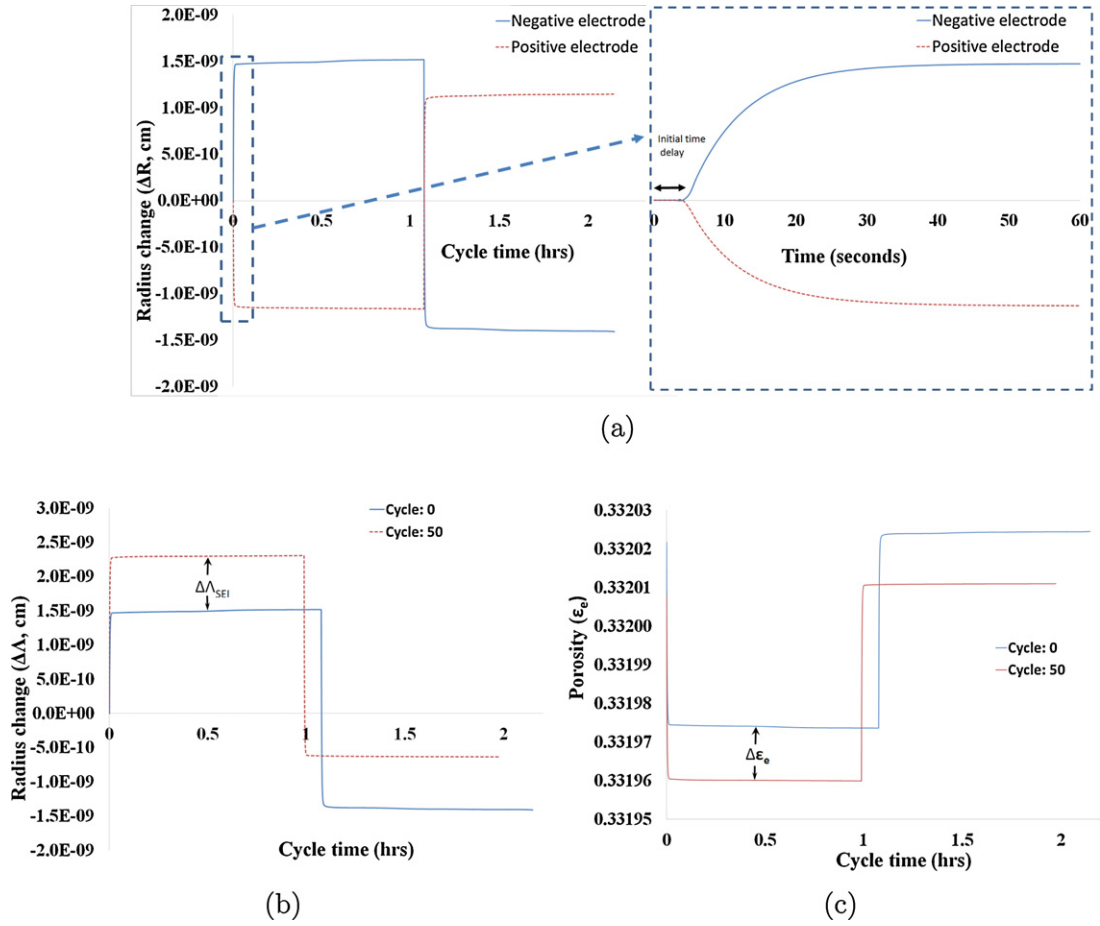 2.0E-09
1.5E-09
1.0E-09
5.0E-10
0.0E+00
-5.0E-10
-1.0E-09
-1.5E-09
-2.0E-09
Radius change (ΔR, cm)
0 0.5 1 1.5 2
Cycle time (hrs)
Negative electrode
Positive electrode
Negative electrode
Positive electrode
Initial time
delay
0 10 20 30 40 50 60
Time (seconds)
(a)
3.0E-09
2.5E-09
2.0E-09
1.5E-09
1.0E-09
5.0E-10
0.0E+00
-5.0E-10
-1.0E-09
-1.5E-09
-2.0E-09
Radius change (ΔΛ, cm)
Cycle: 0
Cycle: 50
ΔΛSEI
0 0.5 1 1.5 2
Cycle time (hrs)
(b)
0.33203
0.33202
0.33201
0.33200
0.33199
0.33198
0.33197
0.33196
0.33195
Porosity (εe)
Cycle: 0
Cycle: 50
Δεe
0 0.5 1 1.5 2
Cycle time (hrs)
(c)